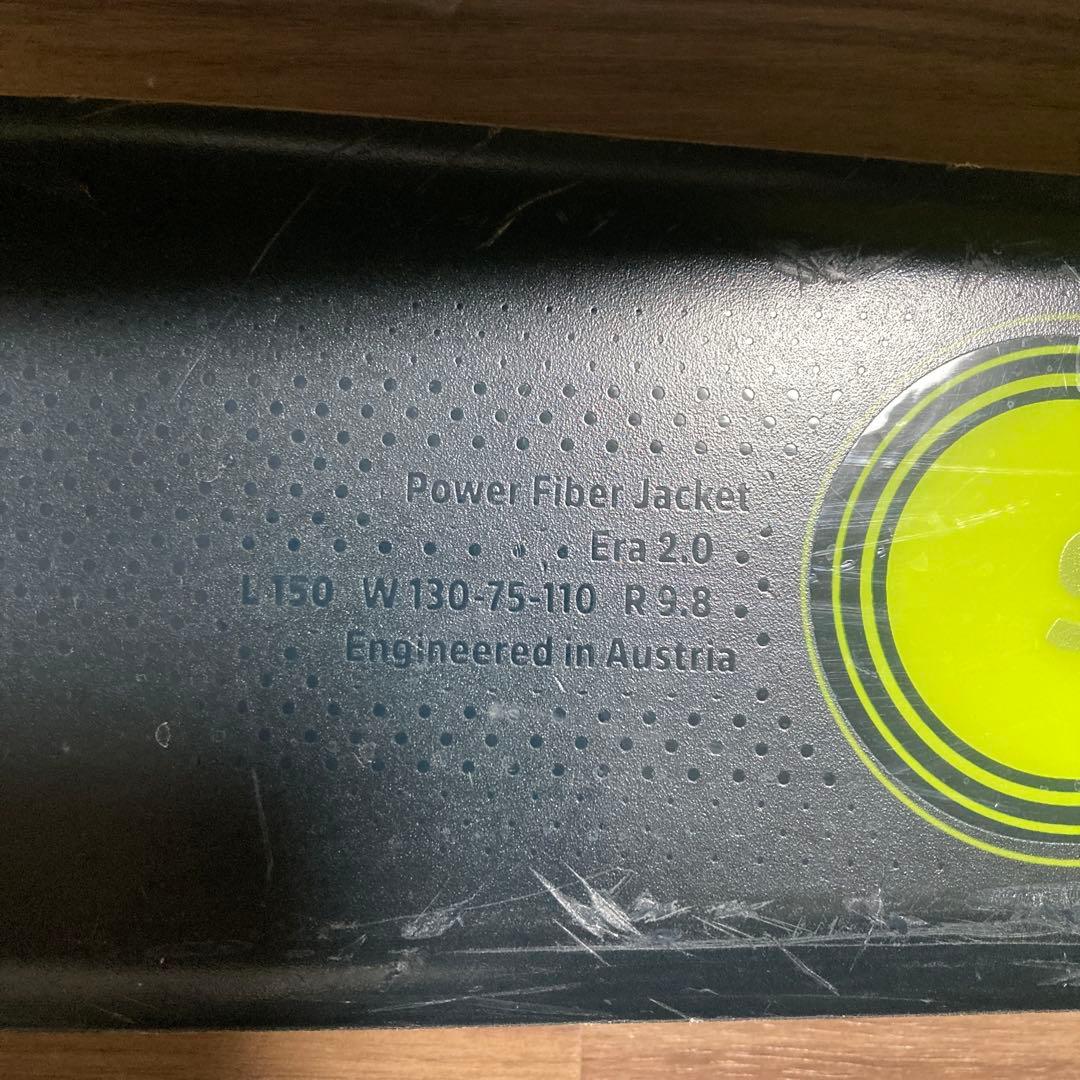 Power Fiber Jacket
Era 2.0
L 150 W 130-75-110 R 9.8
Engineered in Austria